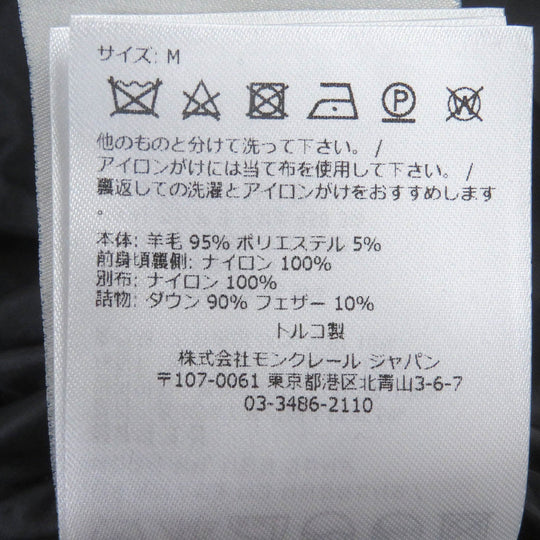 サイズ: M
P
W
他のものと分けて洗って下さい。/
アイロンがけには当て布を使用して下さい。/
裏返しての洗濯とアイロンがけをおすすめします
。
本体: 羊毛 95% ポリエステル 5%
前身頃裏側: ナイロン 100%
別布: ナイロン 100%
詰物: ダウン 90% フェザー 10%
トルコ製
株式会社モンクレール ジャパン
〒107-0061 東京都港区北青山3-6-7
03-3486-2110